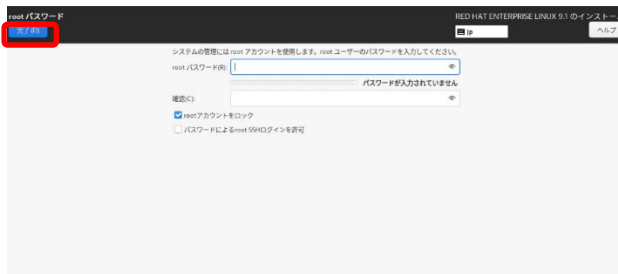 root パスワード
RED HAT ENTERPRISE LINUX 9.1 のインストー
完了(D)
jp
ヘルプ
システムの管理には root アカウントを使用します。root ユーザーのパスワードを入力してください。
root パスワード(R):
パスワードが入力されていません
確認(C):
rootアカウントをロック
パスワードによるroot SSHログインを許可